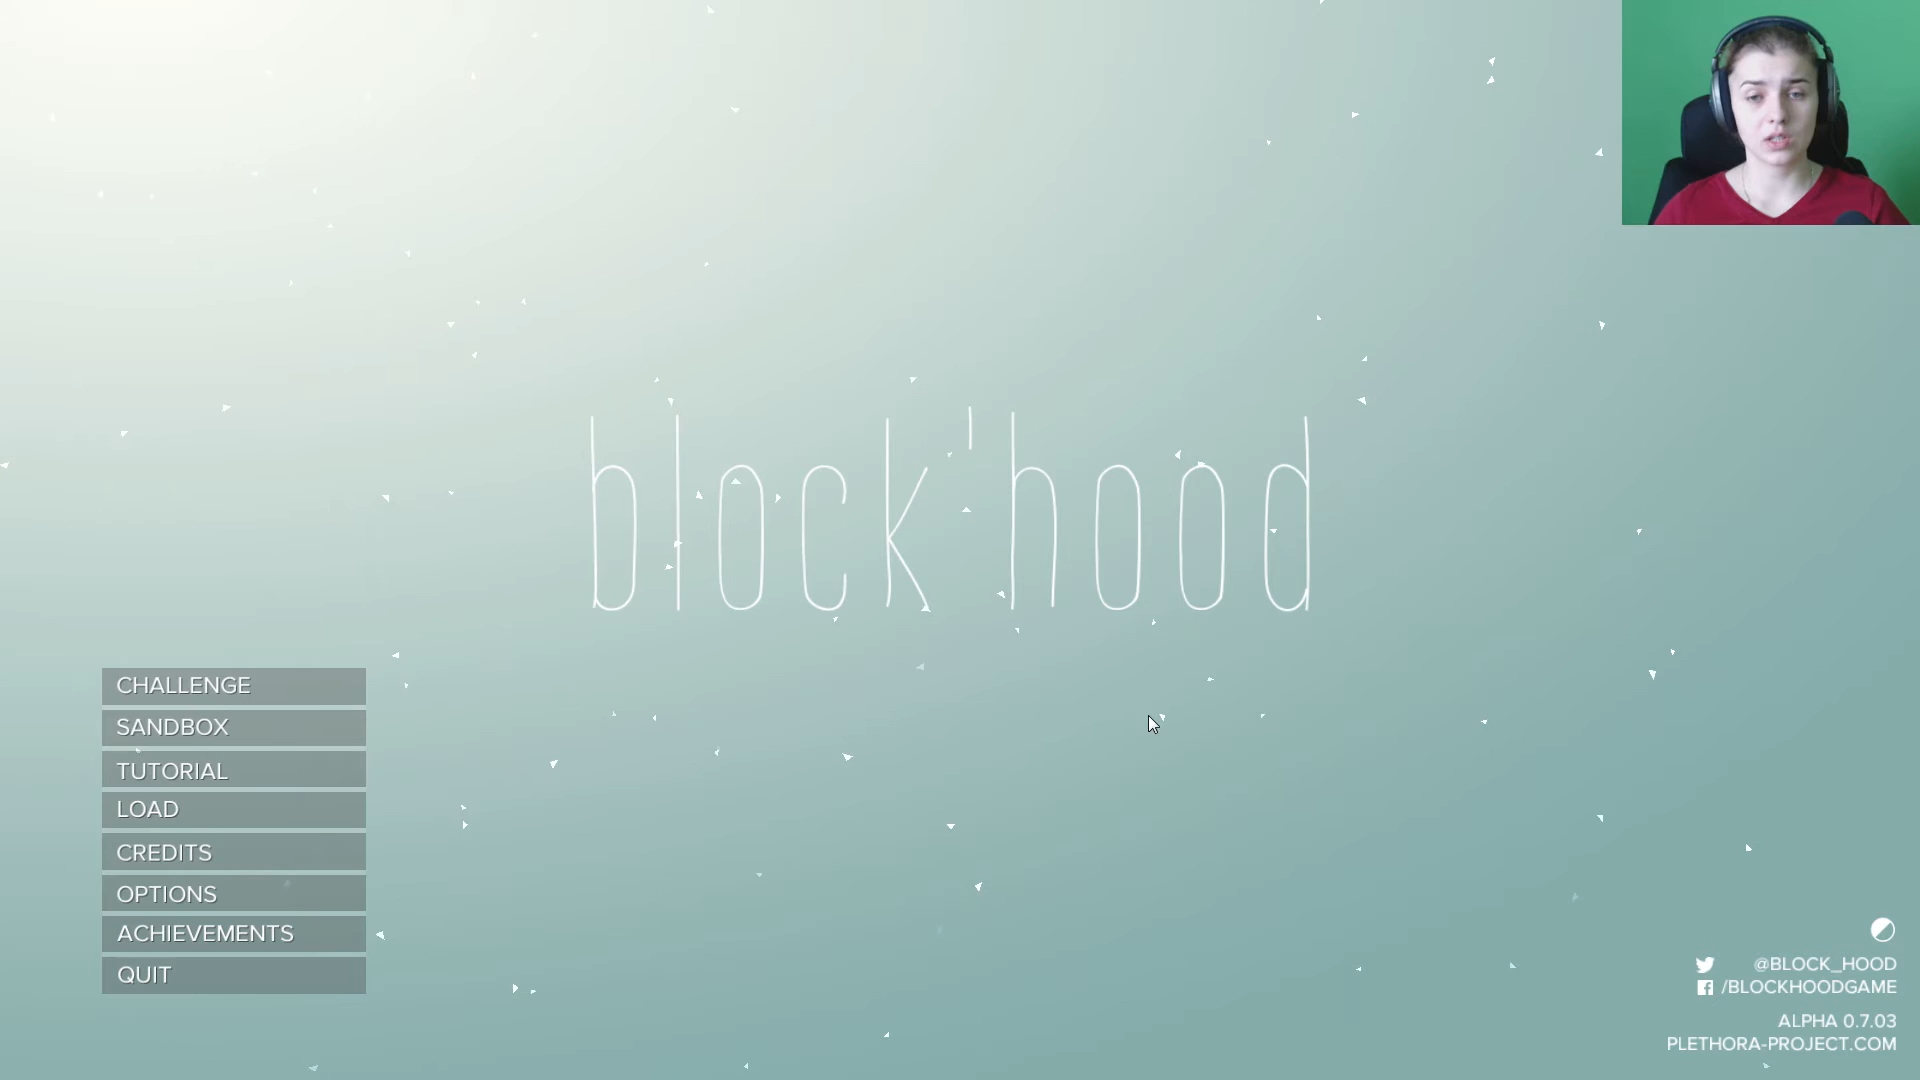 block'hood
CHALLENGE
SANDBOX
TUTORIAL
LOAD
CREDITS
OPTIONS
ACHIEVEMENTS
QUIT
@BLOCK_HOOD
/BLOCKHOODGAME
ALPHA 0.7.03
PLETHORA-PROJECT.COM